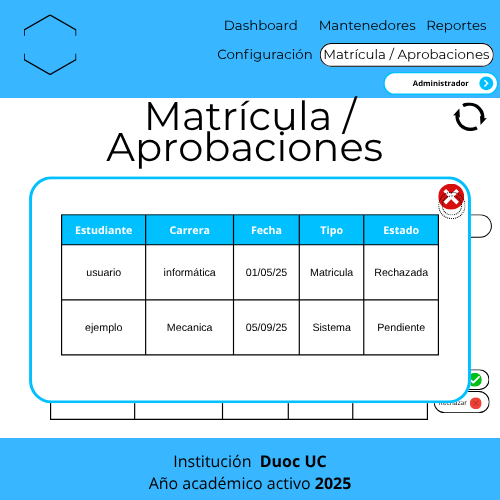 Dashboard Mantenedores Reportes
Configuración Matrícula / Aprobaciones
Administrador
Matrícula /
Aprobaciones
Estudiante Carrera Fecha Tipo Estado
usuario informática 01/05/25 Matricula Rechazada
ejemplo Mecanica 05/09/25 Sistema Pendiente
Rechazar
Institución Duoc UC
Año académico activo 2025